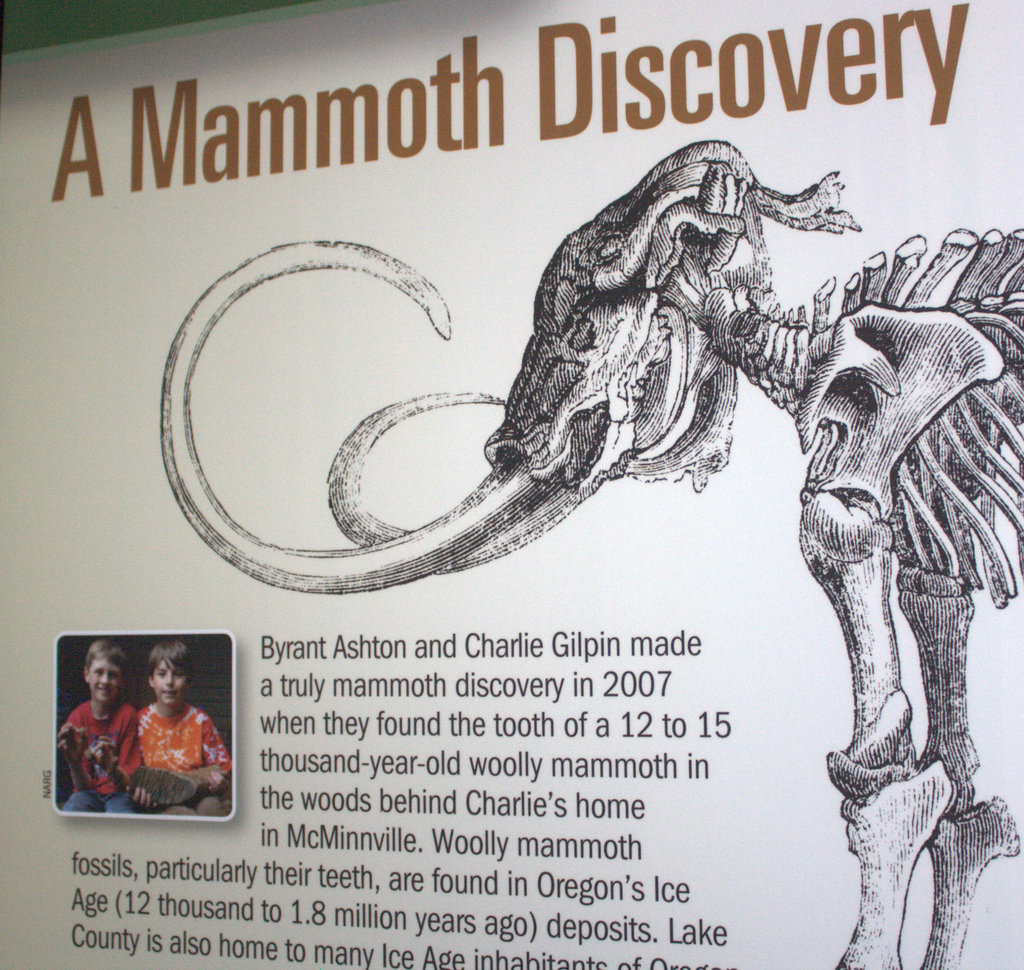 A Mammoth Discovery
Byrant Ashton and Charlie Gilpin made
a truly mammoth discovery in 2007
when they found the tooth of a 12 to 15
thousand-year-old woolly mammoth in
the woods behind Charlie's home
in McMinnville. Woolly mammoth
fossils, particularly their teeth, are found in Oregon's Ice
Age (12 thousand to 1.8 million years ago) deposits. Lake
County is also home to many Ice Age inhabitants of Oregon
NARG